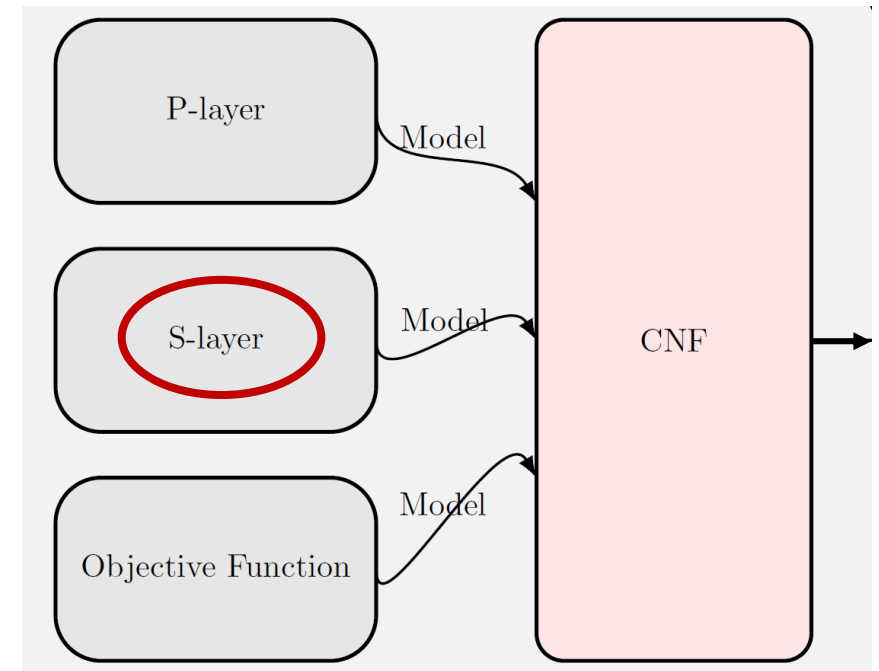 P-layer
Model
S-layer
Model
CNF
Objective Function
Model